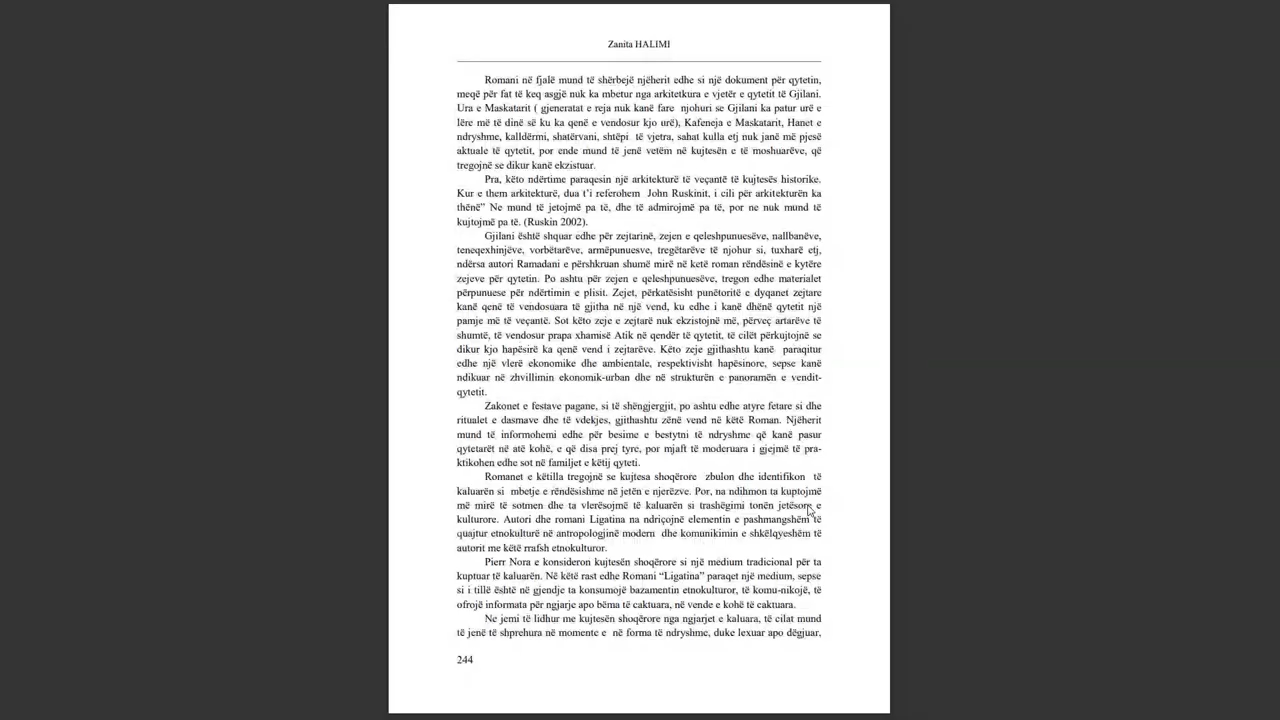 Zanita HALIMI
Romani në fjalë mund të shërbejë njëherit edhe si një dokument për qytetin,
meqë për fat të keq asgjë nuk ka mbetur nga arkitetkura e vjetër e qytetit të Gjilani.
Ura e Maskatarit ( gjeneratat e reja nuk kanë fare njohuri se Gjilani ka patur urë e
lëre më të dinë së ku ka qenë e vendosur kjo urë), Kafeneja e Maskatarit, Hanet e
ndryshme, kalldërmi, shatërvani, shtëpi të vjetra, sahat kulla etj nuk janë më pjesë
aktuale të qytetit, por ende mund të jenë vetëm në kujtesën e të moshuarëve, që
tregojnë se dikur kanë ekzistuar.
Pra, këto ndërtime paraqesin një arkitekturë të veçantë të kujtesës historike.
Kur e them arkitekturë, dua t’i referohem John Ruskinit, i cili për arkitekturën ka
thënë” Ne mund të jetojmë pa të, dhe të admirojmë pa të, por ne nuk mund të
kujtojmë pa të. (Ruskin 2002).
Gjilani është shquar edhe për zejtarinë, zejen e qeleshpunuesëve, nallbanëve,
teneqexhinjëve, vorbëtarëve, armëpunuesve, tregëtarëve të njohur si, tuxharë etj,
ndërsa autori Ramadani e përshkruan shumë mirë në ketë roman rëndësinë e kytëre
zejeve për qytetin. Po ashtu për zejen e qeleshpunuesëve, tregon edhe materialet
përpunuese për ndërtimin e plisit. Zejet, përkatësisht punëtoritë e dyqanet zejtare
kanë qenë të vendosuara të gjitha në një vend, ku edhe i kanë dhënë qytetit një
pamje më të veçantë. Sot këto zeje e zejtarë nuk ekzistojnë më, përveç artarëve të
shumtë, të vendosur prapa xhamisë Atik në qendër të qytetit, të cilët përkujtojnë se
dikur kjo hapësirë ka qenë vend i zejtarëve. Këto zeje gjithashtu kanë paraqitur
edhe një vlerë ekonomike dhe ambientale, respektivisht hapësinore, sepse kanë
ndikuar në zhvillimin ekonomik-urban dhe në strukturën e panoramën e vendit-
qytetit.
Zakonet e festave pagane, si të shëngjergjit, po ashtu edhe atyre fetare si dhe
ritualet e dasmave dhe të vdekjes, gjithashtu zënë vend në këtë Roman. Njëherit
mund të informohemi edhe për besime e bestytni të ndryshme që kanë pasur
qytetarët në atë kohë, e që disa prej tyre, por mjaft të moderuara i gjejmë të pra-
ktikohen edhe sot në familjet e këtij qyteti.
Romanet e këtilla tregojnë se kujtesa shoqërore zbulon dhe identifikon të
kaluarën si mbetje e rëndësishme në jetën e njerëzve. Por, na ndihmon ta kuptojmë
më mirë të sotmen dhe ta vlerësojmë të kaluarën si trashëgimi tonën jetësore e
kulturore. Autori dhe romani Ligatina na ndriçojnë elementin e pashmangshëm të
quajtur etnokulturë në antropologjinë modern dhe komunikimin e shkëlqyeshëm të
autorit me këtë rrafsh etnokulturor.
Pierr Nora e konsideron kujtesën shoqërore si një medium tradicional për ta
kuptuar të kaluarën. Në këtë rast edhe Romani “Ligatina” paraqet një medium, sepse
si i tillë është në gjendje ta konsumojë bazamentin etnokulturor, të komu-nikojë, të
ofrojë informata për ngjarje apo bëma të caktuara, në vende e kohë të caktuara.
Ne jemi të lidhur me kujtesën shoqërore nga ngjarjet e kaluara, të cilat mund
të jenë të shprehura në momente e në forma të ndryshme, duke lexuar apo dëgjuar,
244